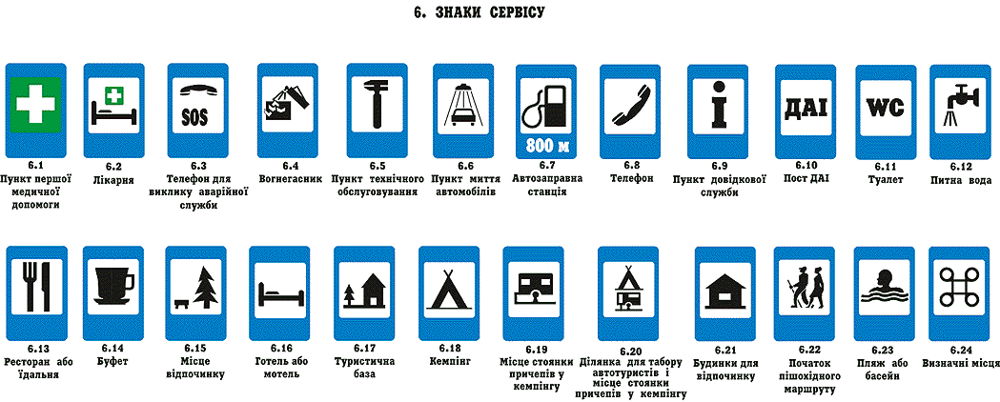 6. ЗНАКИ СЕРВІСУ
SOS
800 м
ДАІ
WC
6.1
Пункт першої
медичної
допомоги
6.2
Лікарня
6.3
Телефон для
виклику аварійної
служби
6.4
Вогнегасник
6.5
Пункт технічного
обслуговування
6.6
Пункт миття
автомобілів
6.7
Автозаправна
станція
6.8
Телефон
6.9
Пункт довідкової
служби
6.10
Пост ДАІ
6.11
Туалет
6.12
Питна вода
6.13
Ресторан або
їдальня
6.14
Буфет
6.15
Місце
відпочинку
6.16
Готель або
мотель
6.17
Туристична
база
6.18
Кемпінг
6.19
Місце стоянки
причепів у
кемпінгу
6.20
Ділянка для табору
автотуристів і
місце стоянки
причепів у кемпінгу
6.21
Будинки для
відпочинку
6.22
Початок
пішохідного
маршруту
6.23
Пляж або
басейн
6.24
Визначні місця